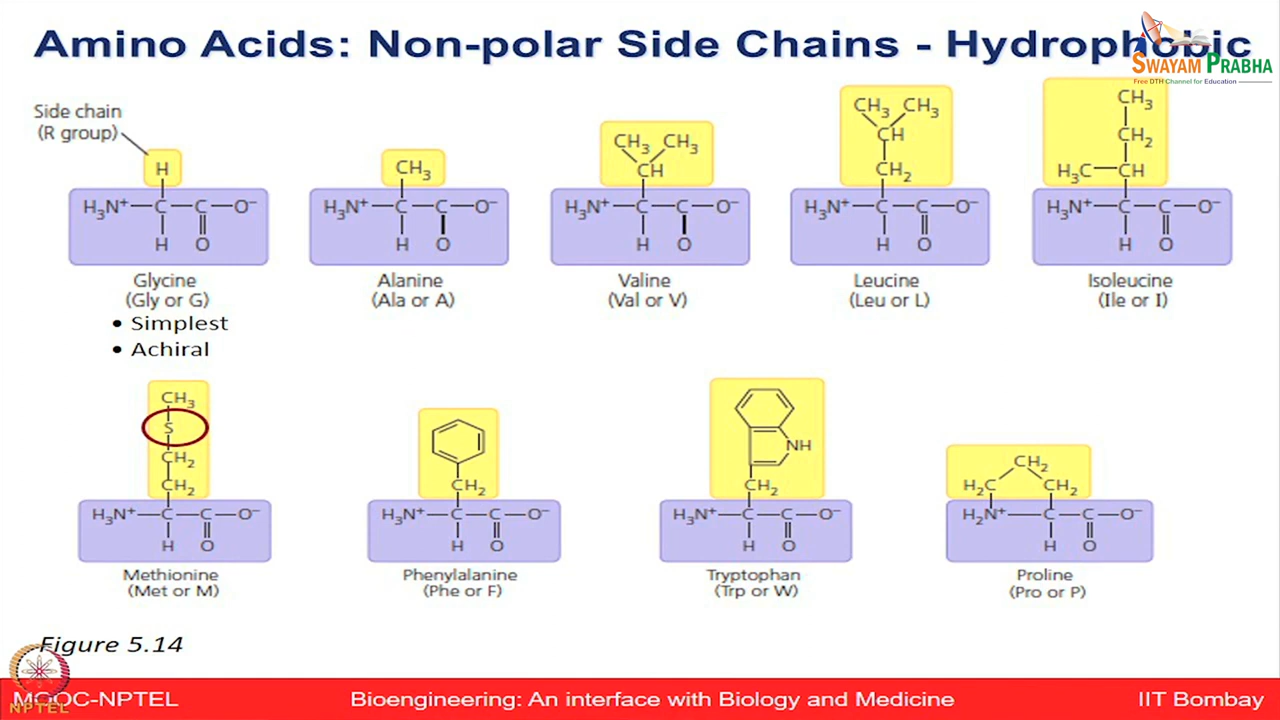 Amino Acids: Non-polar Side Chains - Hydrophobic
SWAYAM PRABHA
Free DTH Channel for Education
Side chain
(R group)
H
CH₃
CH₃ CH₃
CH
CH₃ CH₃
CH
CH₂
CH₃
CH₂
H₃C—CH
H₃N⁺—C—C—O⁻
H O
H₃N⁺—C—C—O⁻
H O
H₃N⁺—C—C—O⁻
H O
H₃N⁺—C—C—O⁻
H O
H₃N⁺—C—C—O⁻
H O
Glycine
(Gly or G)
• Simplest
• Achiral
Alanine
(Ala or A)
Valine
(Val or V)
Leucine
(Leu or L)
Isoleucine
(Ile or I)
CH₃
S
CH₂
CH₂
H₃N⁺—C—C—O⁻
H O
Methionine
(Met or M)
CH₂
H₃N⁺—C—C—O⁻
H O
Phenylalanine
(Phe or F)
NH
CH₂
H₃N⁺—C—C—O⁻
H O
Tryptophan
(Trp or W)
CH₂
H₂C CH₂
H₂N⁺—C—C—O⁻
H O
Proline
(Pro or P)
Figure 5.14
NPTEL
MOOC-NPTEL
Bioengineering: An interface with Biology and Medicine
IIT Bombay